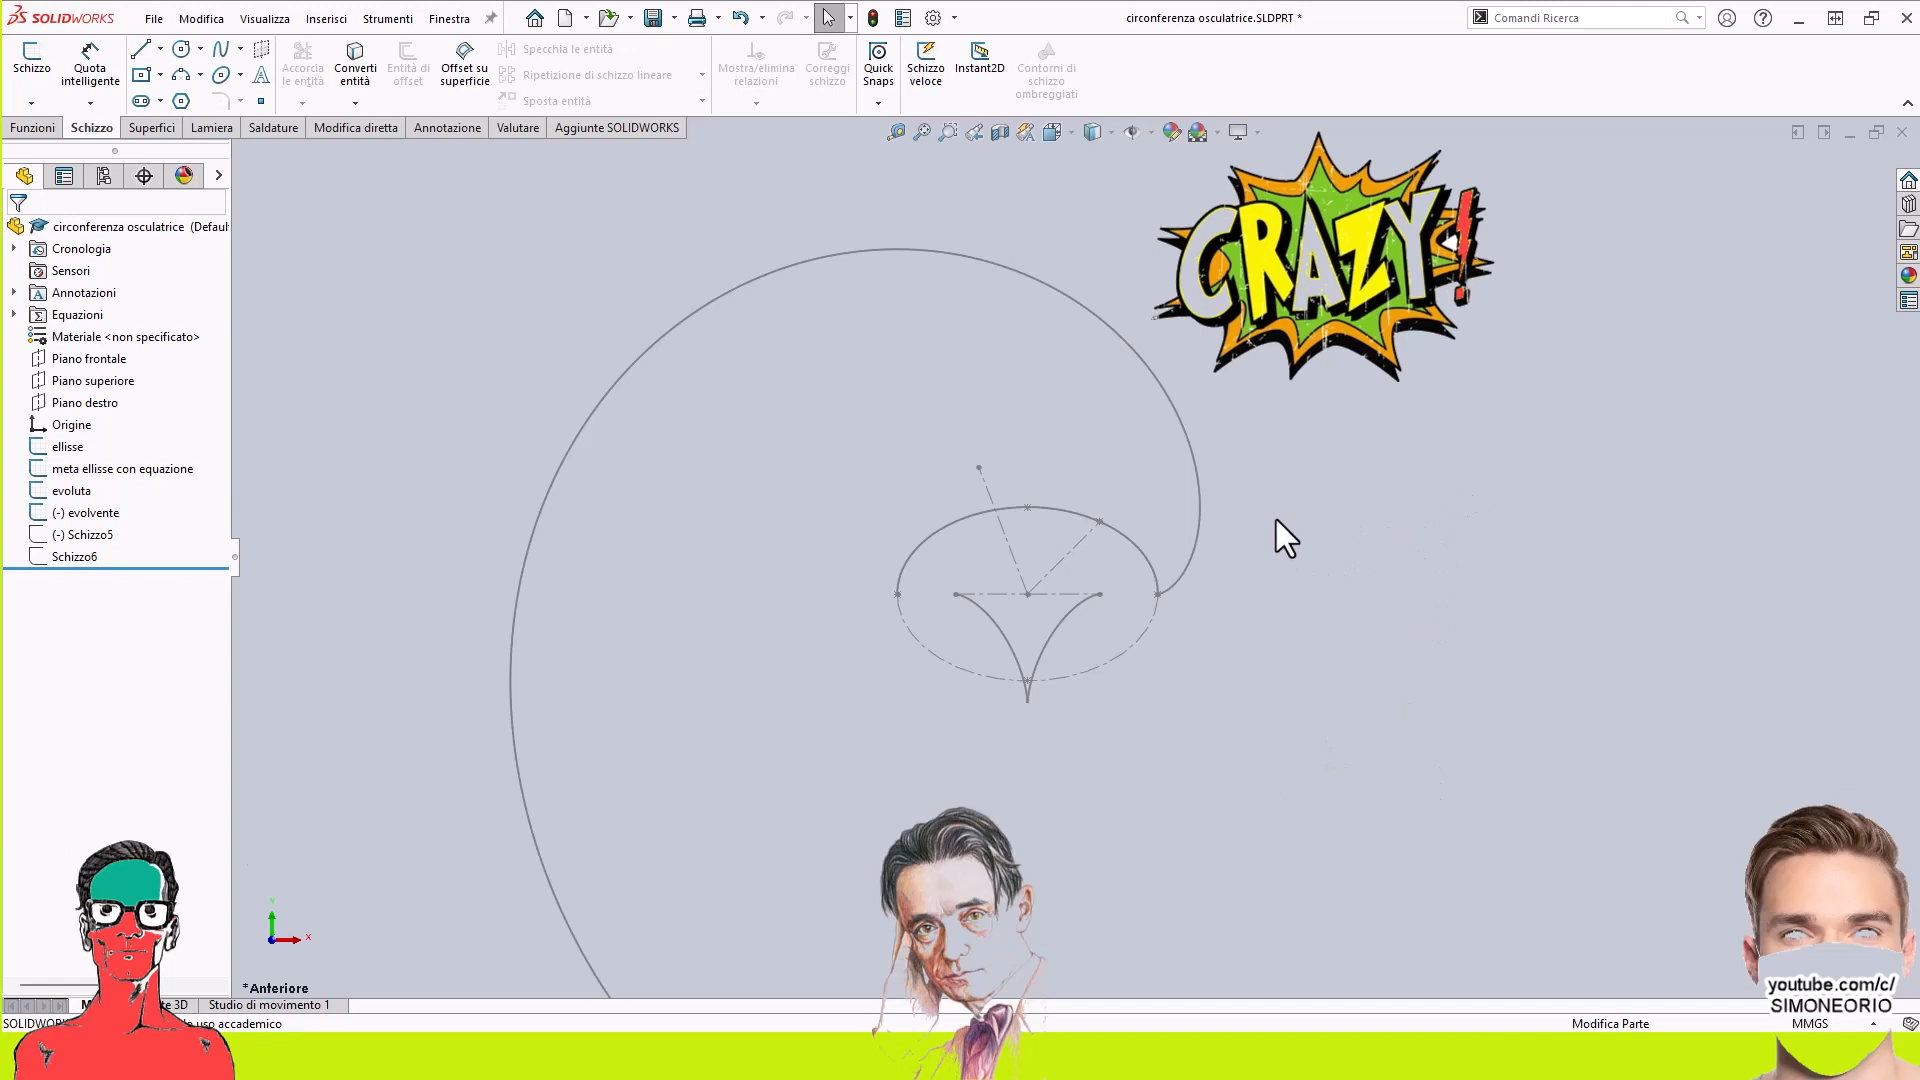 SOLIDWORKS
File
Modifica
Visualizza
Inserisci
Strumenti
Finestra
circonferenza osculatrice.SLDPRT *
Comandi Ricerca
Schizzo
Quota intelligente
Accorcia le entità
Converti entità
Entità di offset
Offset su superficie
Specchia le entità
Ripetizione di schizzo lineare
Sposta entità
Mostra/elimina relazioni
Correggi schizzo
Quick Snaps
Schizzo veloce
Instant2D
Contorni di schizzo ombreggiati
Funzioni
Schizzo
Superfici
Lamiera
Saldature
Modifica diretta
Annotazione
Valutare
Aggiunte SOLIDWORKS
CRAZY!
circonferenza osculatrice (Defaul
Cronologia
Sensori
Annotazioni
Equazioni
Materiale <non specificato>
Piano frontale
Piano superiore
Piano destro
Origine
ellisse
meta ellisse con equazione
evoluta
(-) evolvente
(-) Schizzo5
Schizzo6
Y
X
*Anteriore
3D
Studio di movimento 1
youtube.com/c/
SIMONEORIO
SOLIDWO
uso accademico
Modifica Parte
MMGS